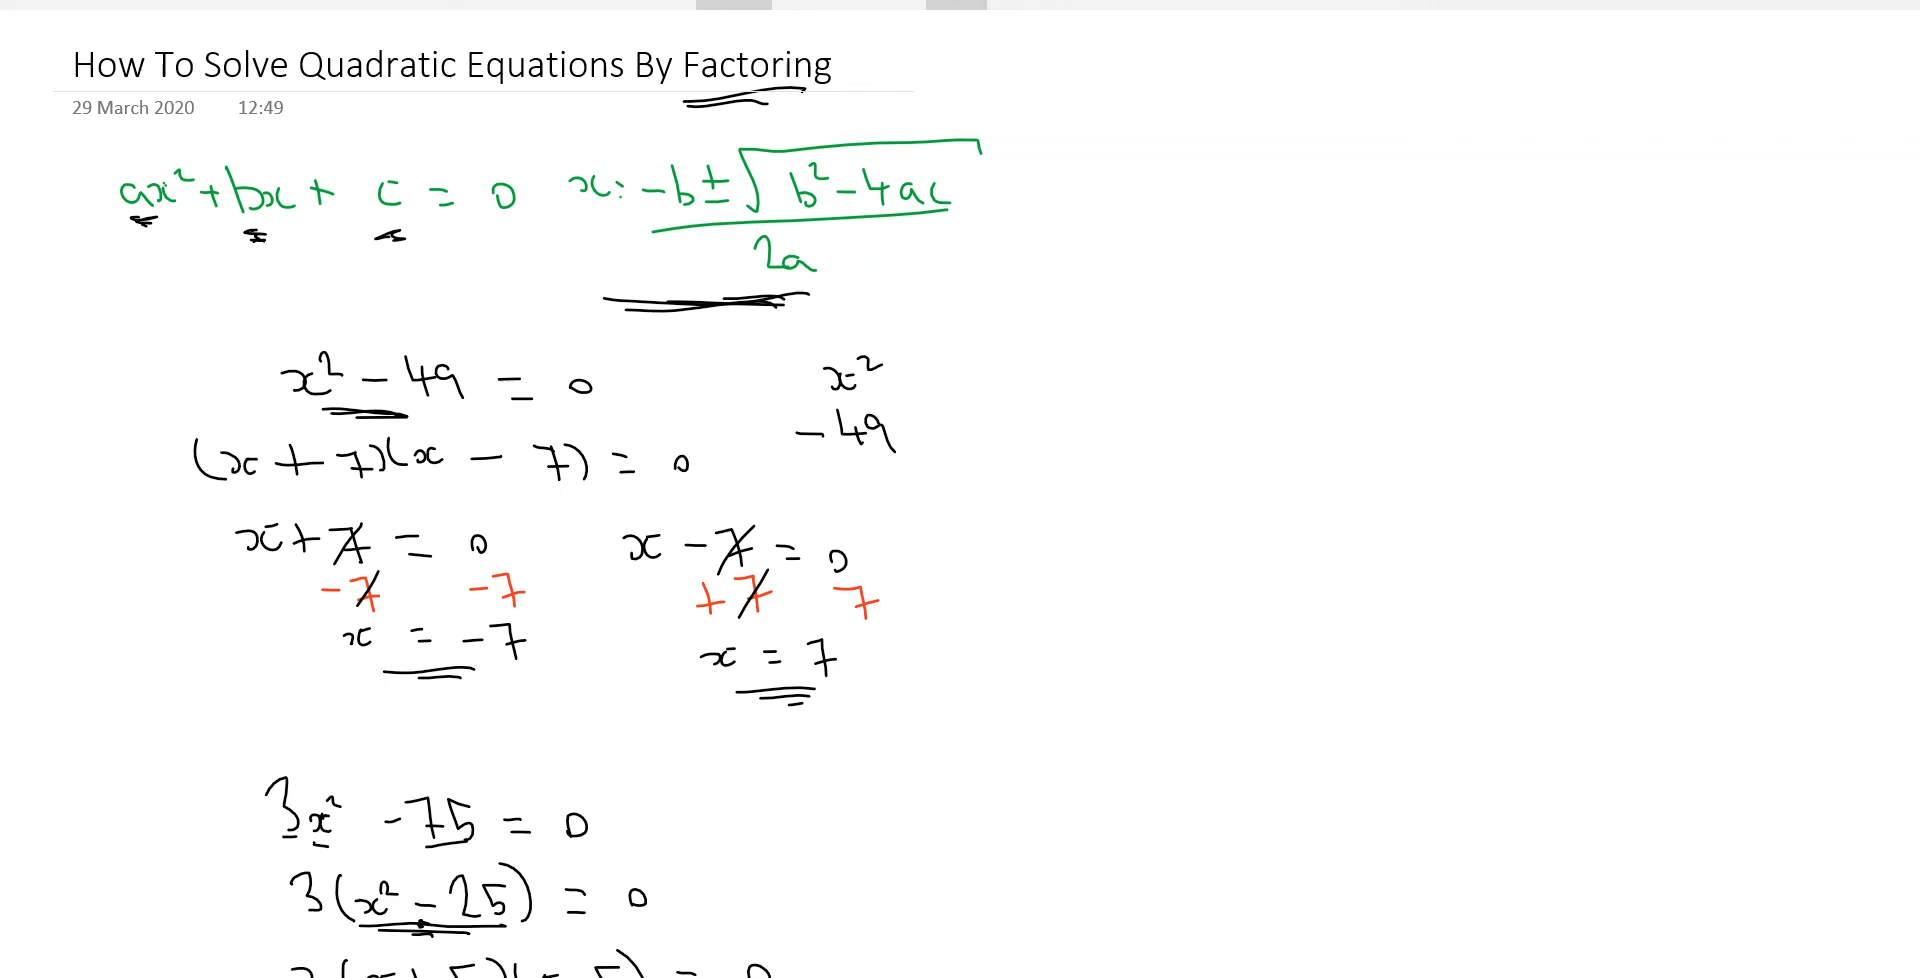 How To Solve Quadratic Equations By Factoring
29 March 2020 12:49
ax²+bx+ c = 0 x: -b±√b²-4ac
2a
x² - 49 = 0 x²
- 49
(x + 7)(x - 7) = 0
x+7 = 0 x - 7 = 0
-7 -7 +7 7
x = -7 x = 7
3x² -75 = 0
3(x² - 25) = 0